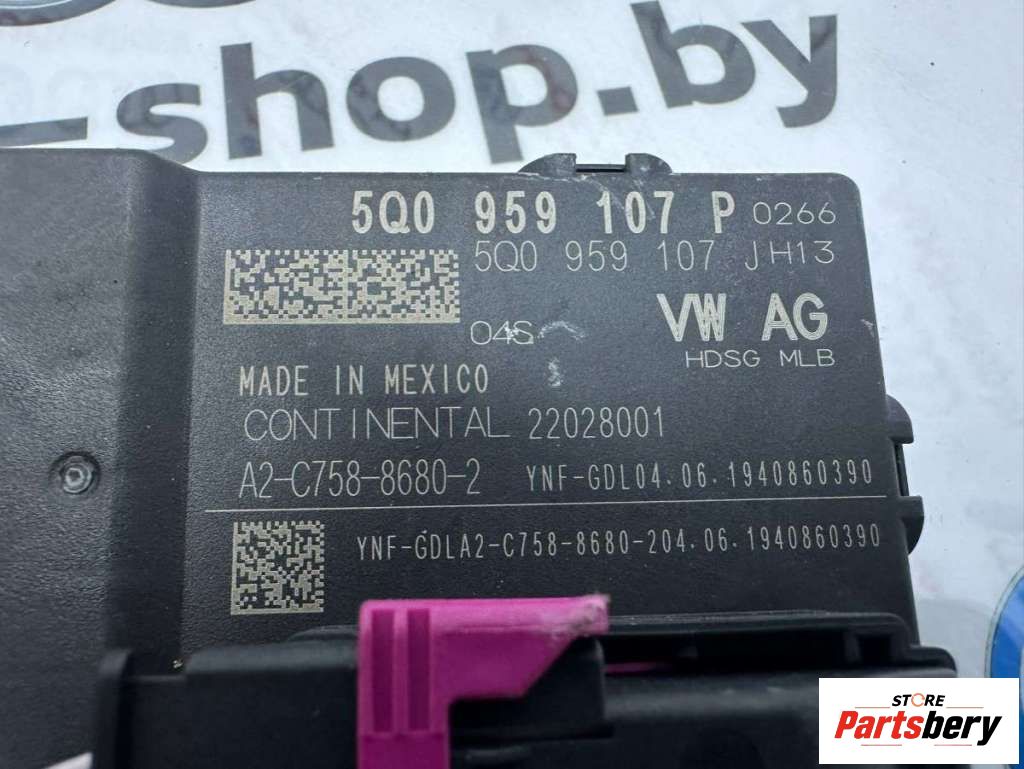 -shop.by
5Q0 959 107 P 0266
5Q0 959 107 JH13
04S
VW AG
HDSG MLB
MADE IN MEXICO
CONTINENTAL 22028001
A2-C758-8680-2 YNF-GDL04.06.1940860390
YNF-GDLA2-C758-8680-204.06.1940860390
STORE
Partsbery